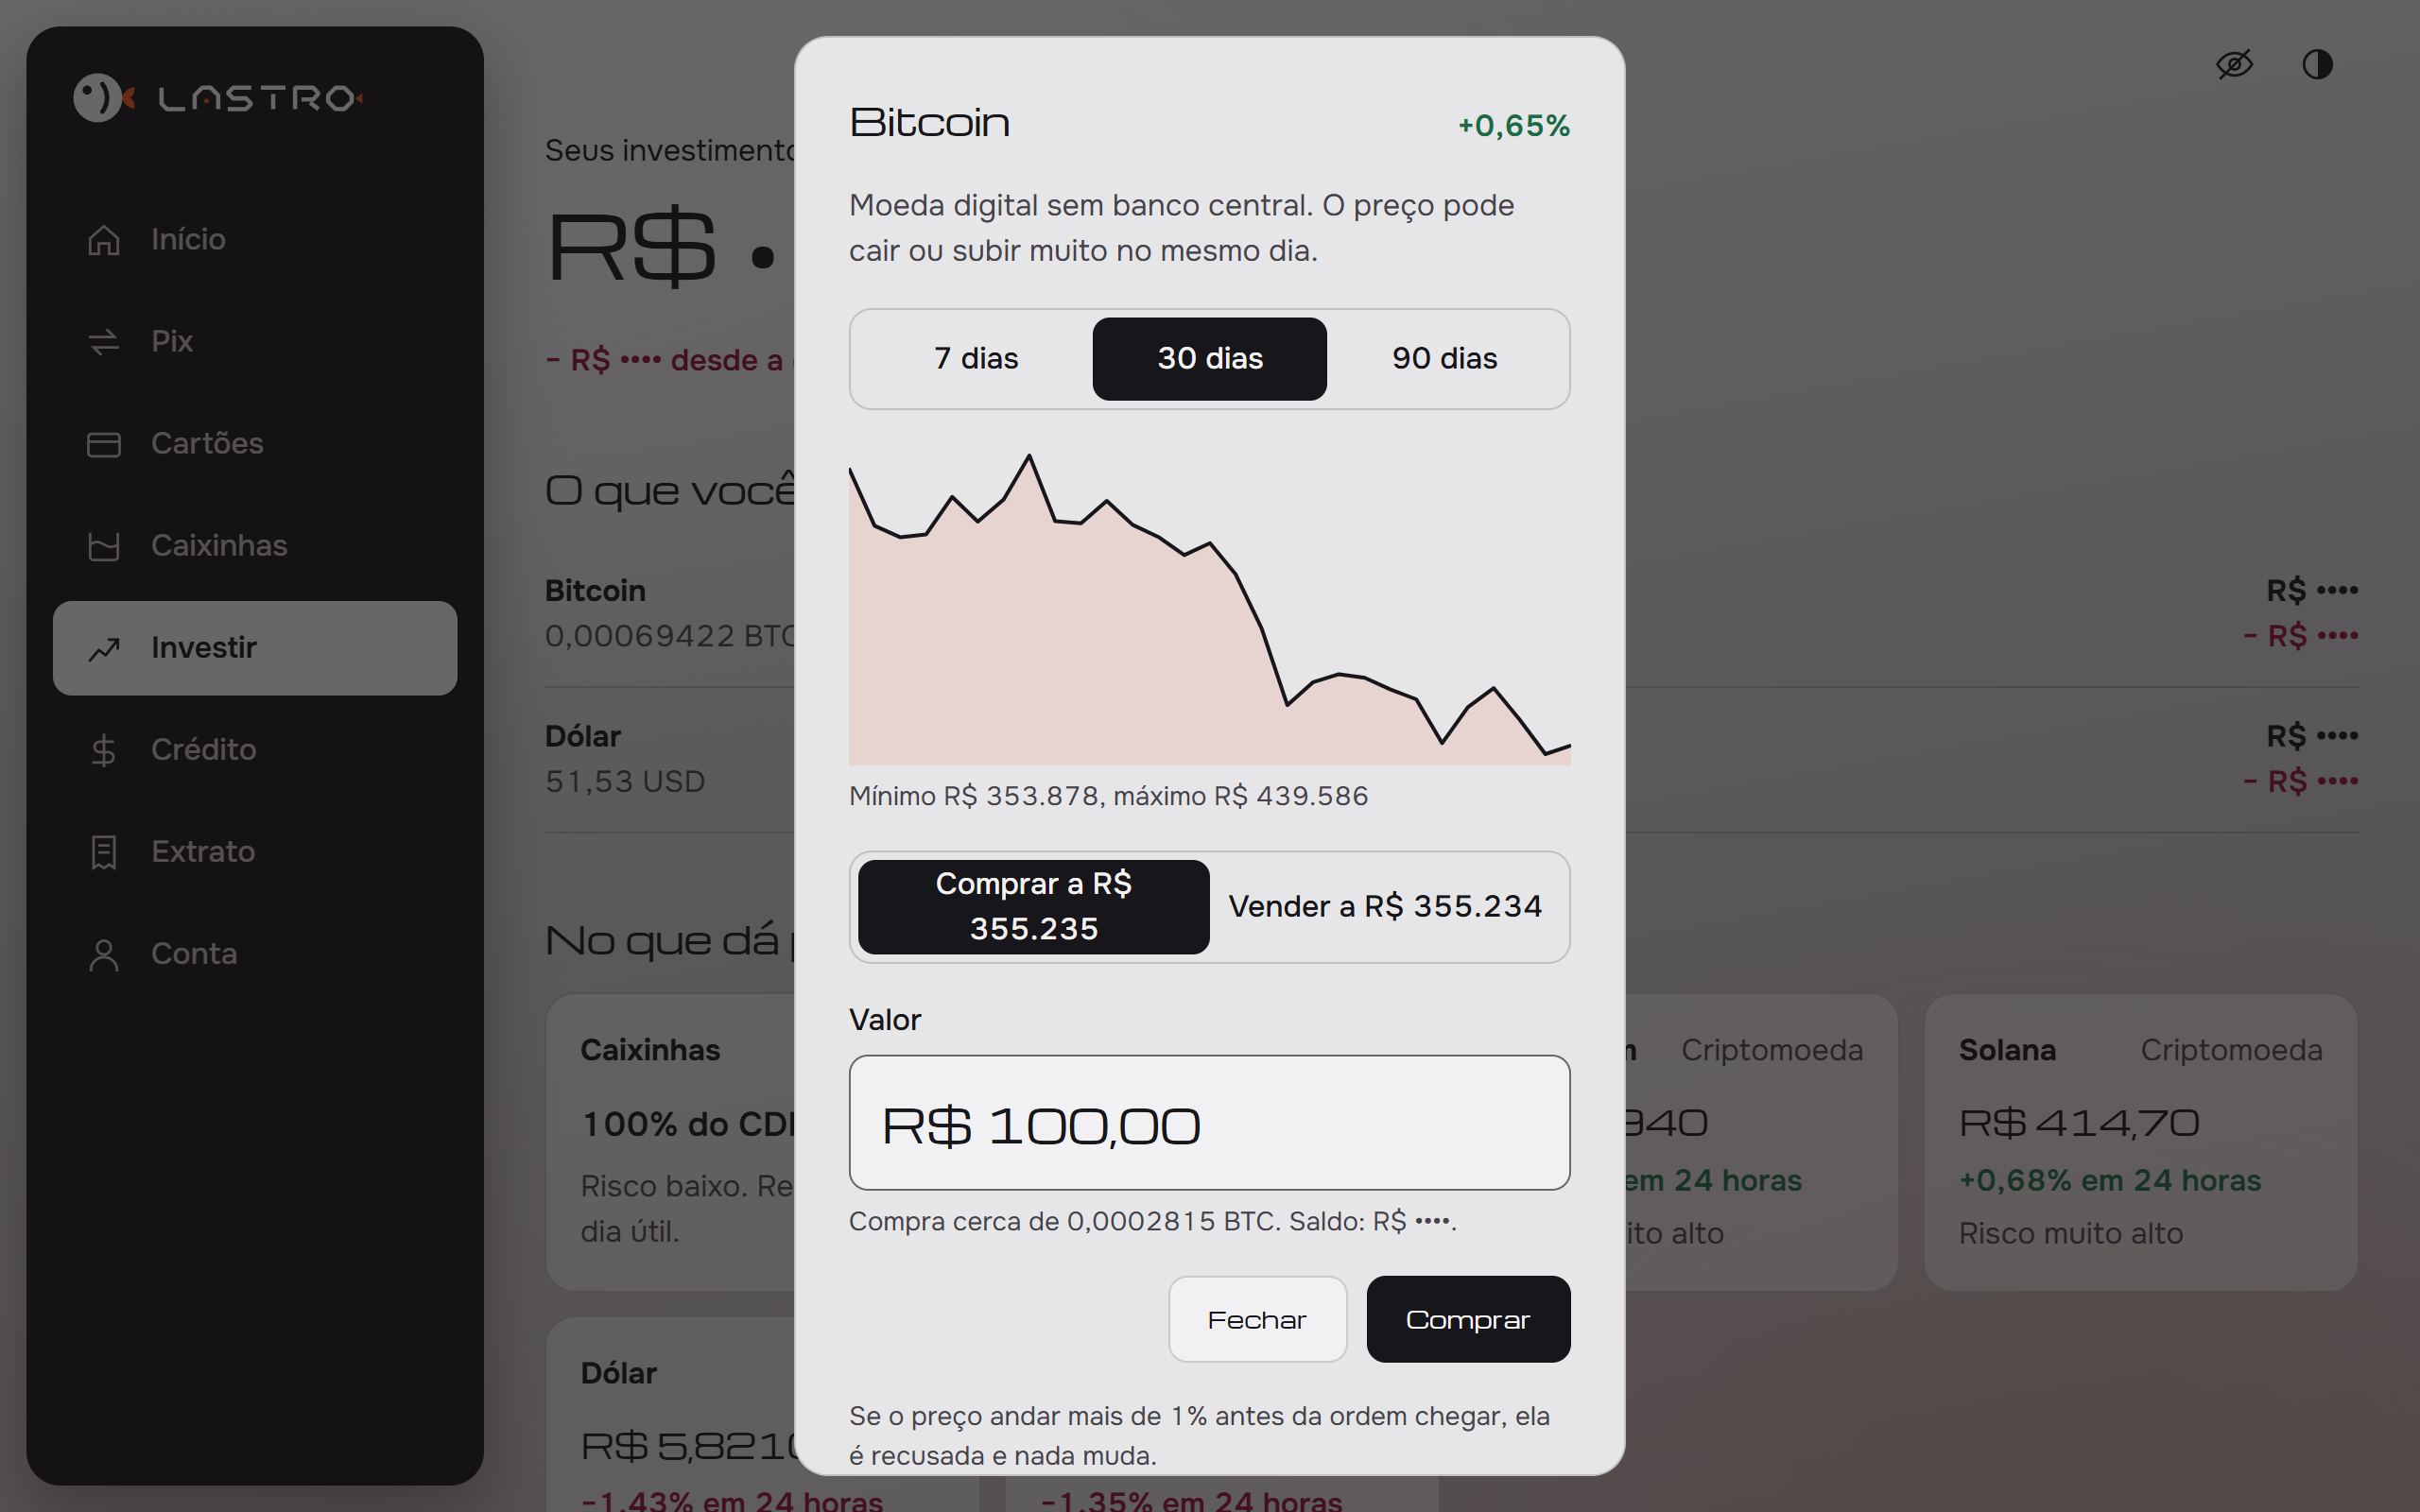 LASTRO
Início
Pix
Cartões
Caixinhas
Investir
Crédito
Extrato
Conta
Seus
R$ •
− R$ •••• desde a
O que você
Bitcoin
0,00069422
R$ ••••
− R$ ••••
Dólar
51,53 USD
R$ ••••
− R$ ••••
No que dá
Caixinhas
100% do
Risco baixo.
dia útil.
Criptomoeda
em 24 horas
alto
Solana Criptomoeda
R$ 414,70
+0,68% em 24 horas
Risco muito alto
Dólar
R$
−1,43% em 24 horas
−1,35% em 24 horas
Bitcoin
+0,65%
Moeda digital sem banco central. O preço pode
cair ou subir muito no mesmo dia.
7 dias 30 dias 90 dias
Mínimo R$ 353.878, máximo R$ 439.586
Comprar a R$
355.235
Vender a R$ 355.234
Valor
R$ 100,00
Compra cerca de 0,0002815 BTC. Saldo: R$ ••••.
Fechar Comprar
Se o preço andar mais de 1% antes da ordem chegar, ela
é recusada e nada muda.